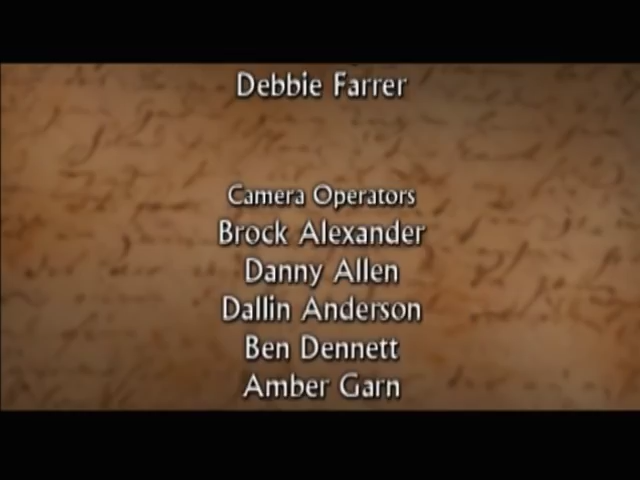 Debbie Farrer
Camera Operators
Brock Alexander
Danny Allen
Dallin Anderson
Ben Dennett
Amber Garn